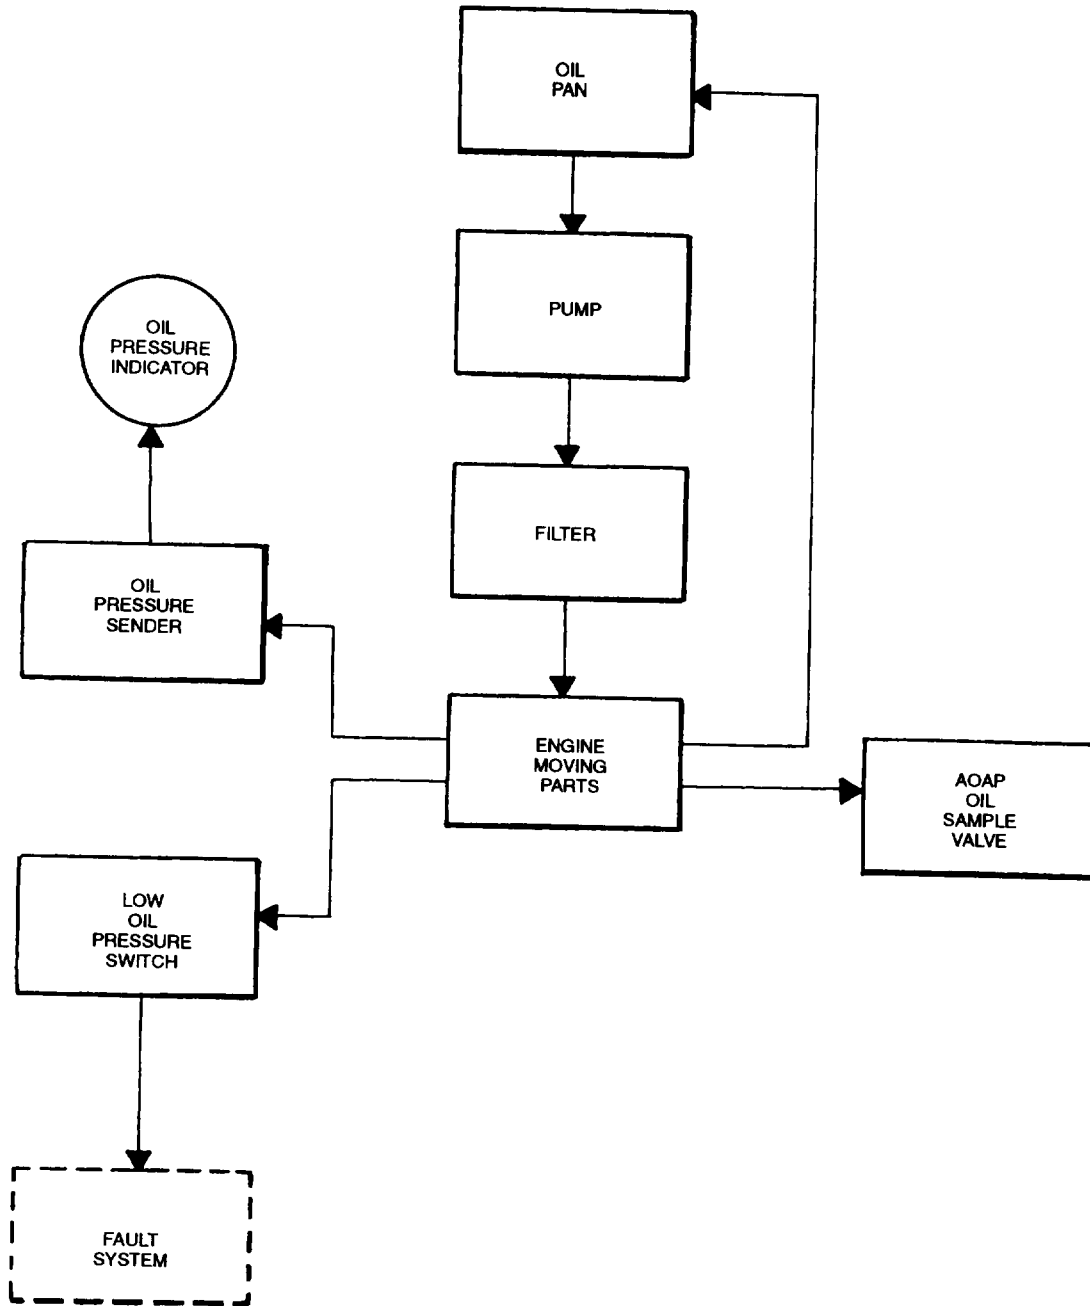 OIL
PAN
PUMP
OIL
PRESSURE
INDICATOR
FILTER
OIL
PRESSURE
SENDER
ENGINE
MOVING
PARTS
AOAP
OIL
SAMPLE
VALVE
LOW
OIL
PRESSURE
SWITCH
FAULT
SYSTEM